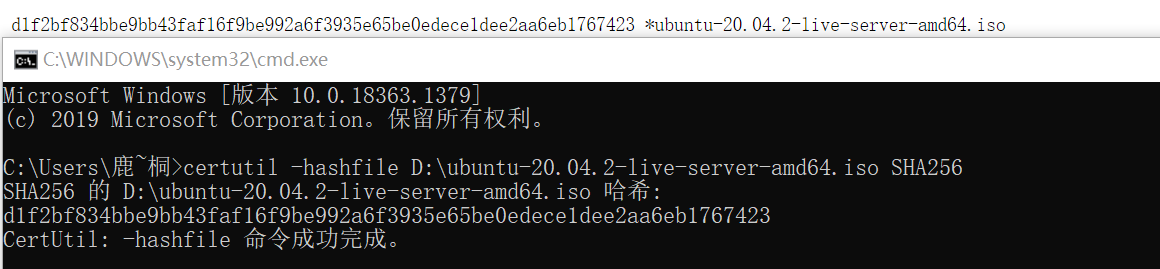 d1f2bf834bbe9bb43faf16f9be992a6f3935e65be0edece1dee2aa6eb1767423 *ubuntu-20.04.2-live-server-amd64.iso
C:\WINDOWS\system32\cmd.exe
Microsoft Windows [版本 10.0.18363.1379]
(c) 2019 Microsoft Corporation。保留所有权利。
C:\Users\鹿~桐>certutil -hashfile D:\ubuntu-20.04.2-live-server-amd64.iso SHA256
SHA256 的 D:\ubuntu-20.04.2-live-server-amd64.iso 哈希:
d1f2bf834bbe9bb43faf16f9be992a6f3935e65be0edece1dee2aa6eb1767423
CertUtil: -hashfile 命令成功完成。